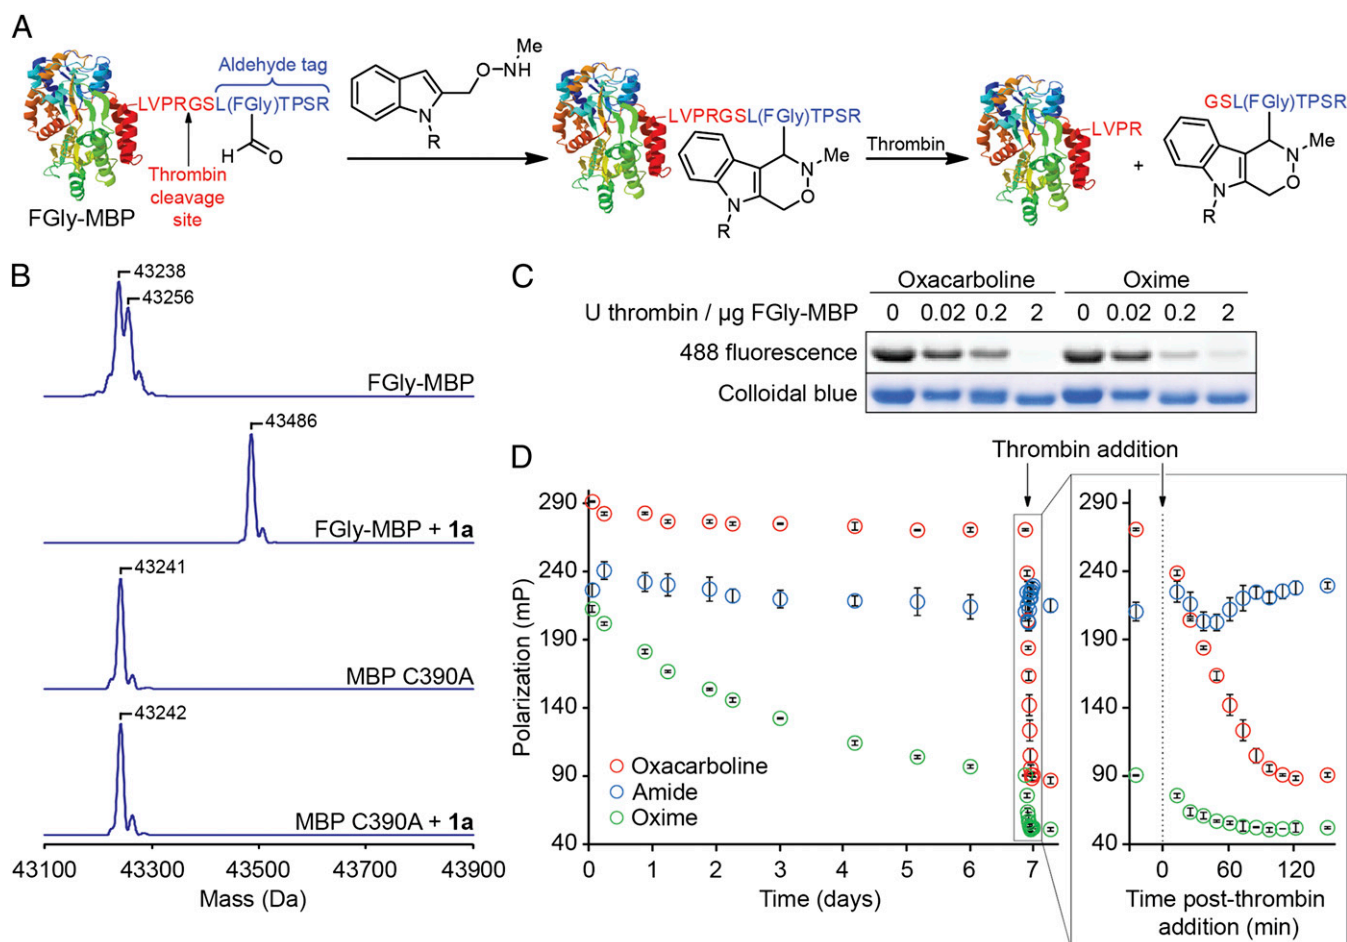 A
Aldehyde tag
LVPRGSL(FGly)TPSR
H
O
Thrombin
cleavage
site
FGly-MBP
Me
O
NH
N
R
LVPRGSL(FGly)TPSR
Me
N
O
N
R
Thrombin
LVPR
+
GSL(FGly)TPSR
Me
N
O
N
R
B
43238
43256
FGly-MBP
43486
FGly-MBP + 1a
43241
MBP C390A
43242
MBP C390A + 1a
43100 43300 43500 43700 43900
Mass (Da)
C
Oxacarboline Oxime
U thrombin / µg FGly-MBP 0 0.02 0.2 2 0 0.02 0.2 2
488 fluorescence
Colloidal blue
D
Thrombin addition
Polarization (mP)
290
240
190
140
90
40
Oxacarboline
Amide
Oxime
0 1 2 3 4 5 6 7
Time (days)
290
240
190
140
90
40
0 60 120
Time post-thrombin
addition (min)